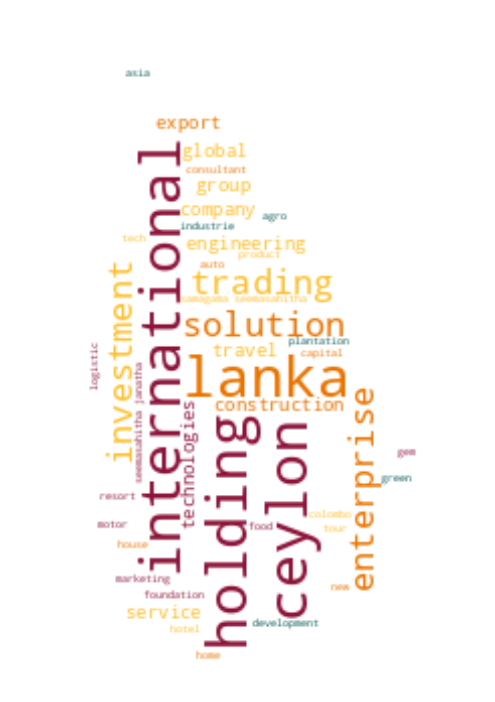 asia
export
global
consultant
group
company
agro
industrie
tech
engineering
product
auto
trading
samagama seemasahitha
solution
plantation
travel
capital
lanka
construction
international
investment
logistic
seemasahitha janatha
technologies
holding
ceylon
enterprise
gem
green
resort
colombo
motor
food
tour
house
marketing
new
foundation
service
development
hotel
home